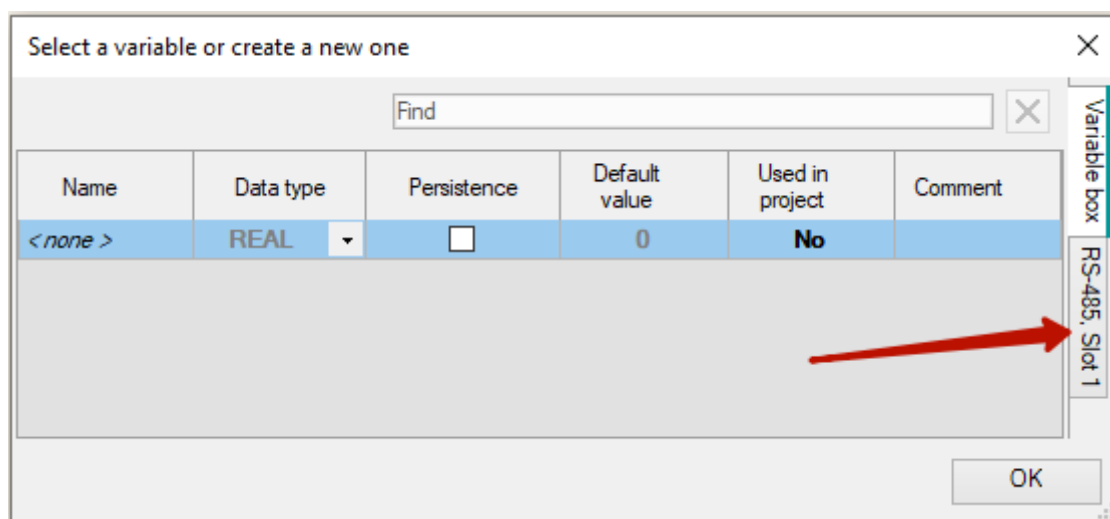 Select a variable or create a new one
Find
Name Data type Persistence Default value Used in project Comment
<none > REAL 0 No
Variable box
RS-485, Slot 1
OK